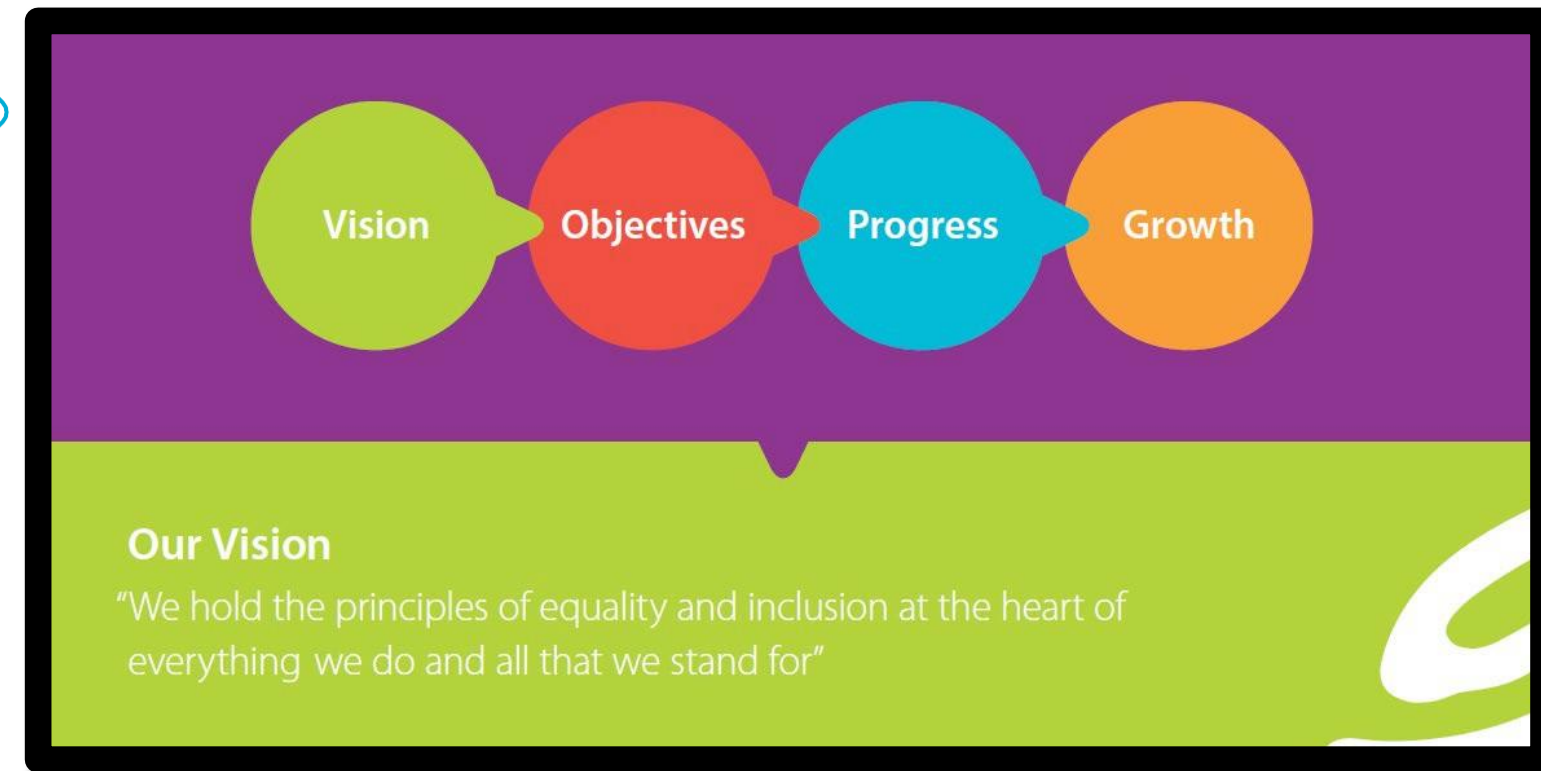 Vision Objectives Progress Growth
Our Vision
“We hold the principles of equality and inclusion at the heart of
everything we do and all that we stand for”